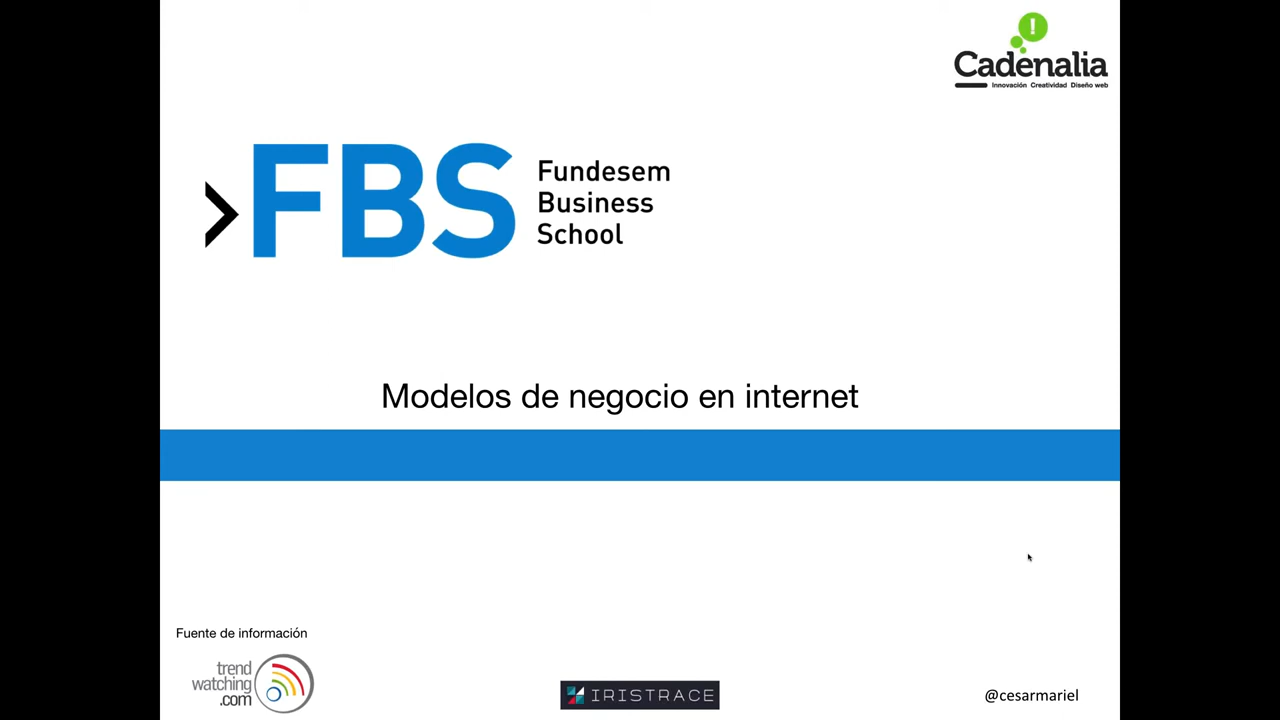 !
Cadenalia
Innovación Creatividad Diseño web
FBS
Fundesem
Business
School
Modelos de negocio en internet
Fuente de información
trend
watching
.com
IRISTRACE
@cesarmariel